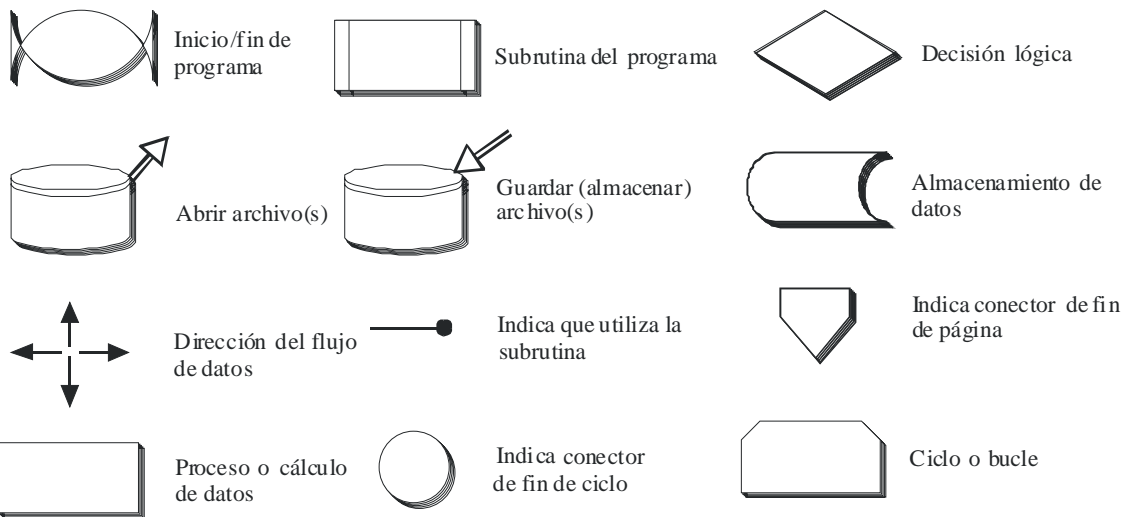 Inicio/fin de
programa
Subrutina del programa
Decisión lógica
Abrir archivo(s)
Guardar (almacenar)
archivo(s)
Almacenamiento de
datos
Dirección del flujo
de datos
Indica que utiliza la
subrutina
Indica conector de fin
de página
Proceso o cálculo
de datos
Indica conector
de fin de ciclo
Ciclo o bucle